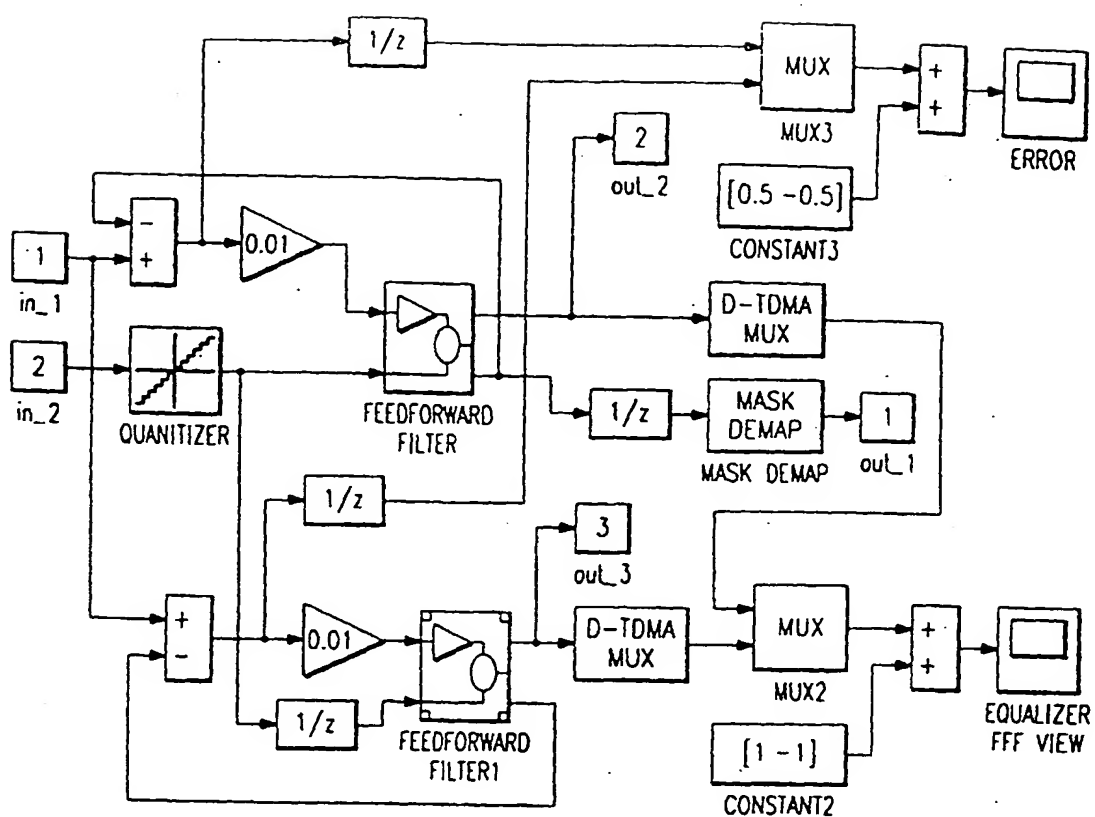 1/z
MUX
MUX3
+
+
ERROR
2
out_2
[0.5 -0.5]
CONSTANT3
-
+
0.01
1
in_1
2
in_2
QUANITIZER
FEEDFORWARD
FILTER
D-TDMA
MUX
1/z
MASK
DEMAP
MASK DEMAP
1
out_1
1/z
3
out_3
+
-
0.01
1/z
FEEDFORWARD
FILTER1
D-TDMA
MUX
MUX
MUX2
+
+
[1 -1]
CONSTANT2
EQUALIZER
FFF VIEW